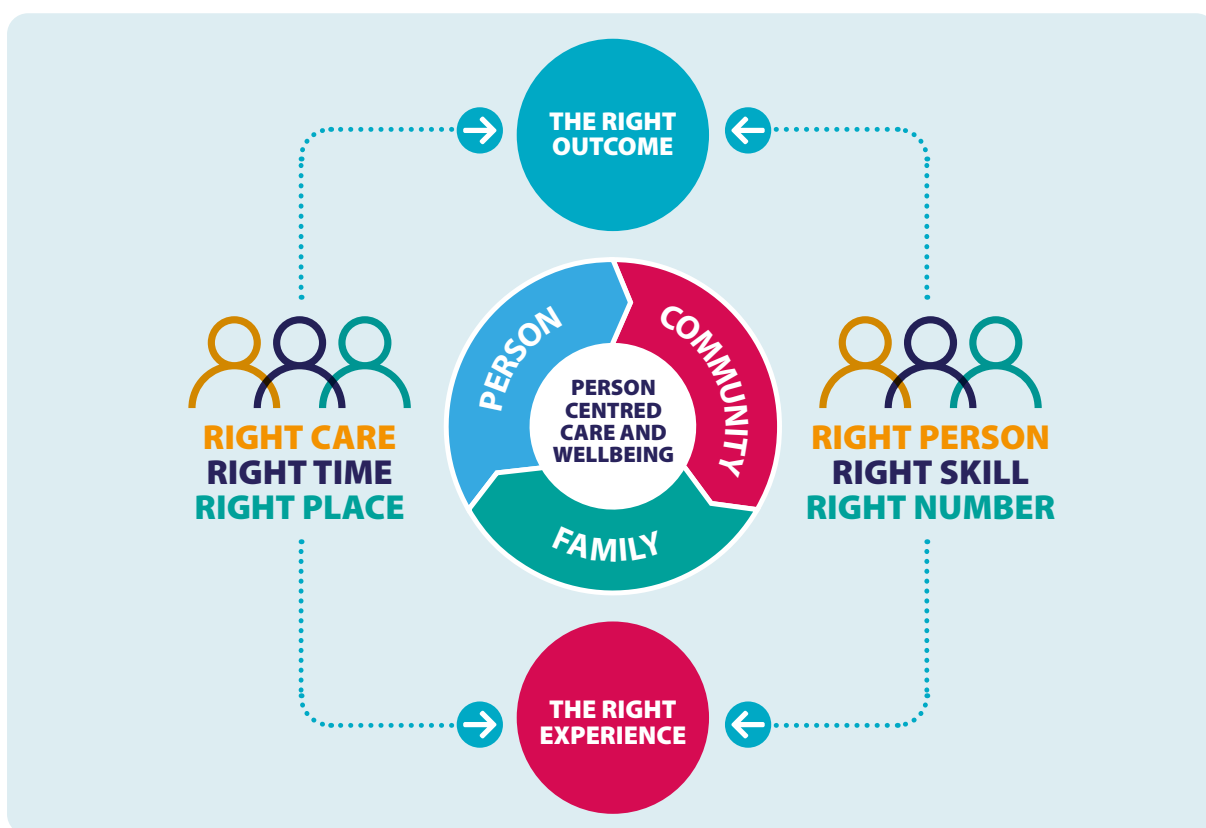 THE RIGHT
OUTCOME
PERSON
COMMUNITY
FAMILY
PERSON
CENTRED
CARE AND
WELLBEING
RIGHT CARE
RIGHT TIME
RIGHT PLACE
RIGHT PERSON
RIGHT SKILL
RIGHT NUMBER
THE RIGHT
EXPERIENCE